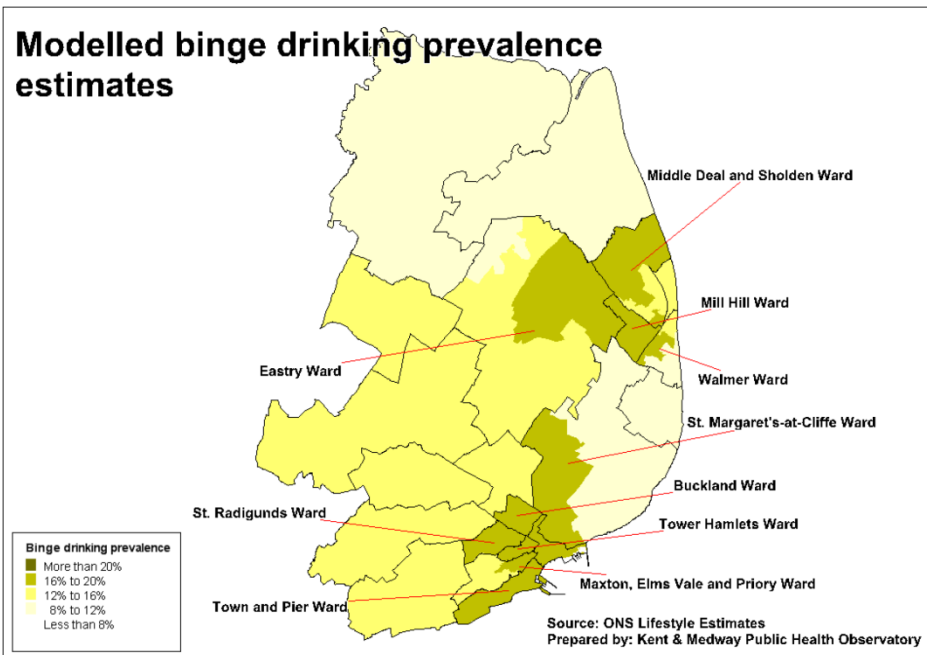 Modelled binge drinking prevalence
estimates
Middle Deal and Sholden Ward
Mill Hill Ward
Eastry Ward
Walmer Ward
St. Margaret's-at-Cliffe Ward
Buckland Ward
St. Radigunds Ward
Tower Hamlets Ward
Maxton, Elms Vale and Priory Ward
Town and Pier Ward
Binge drinking prevalence
More than 20%
16% to 20%
12% to 16%
8% to 12%
Less than 8%
Source: ONS Lifestyle Estimates
Prepared by: Kent & Medway Public Health Observatory